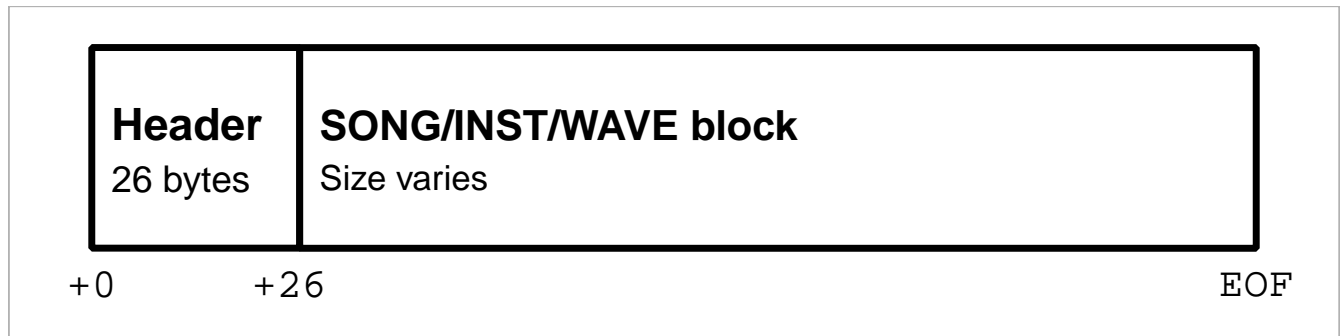 Header
26 bytes
SONG/INST/WAVE block
Size varies
+0
+26
EOF